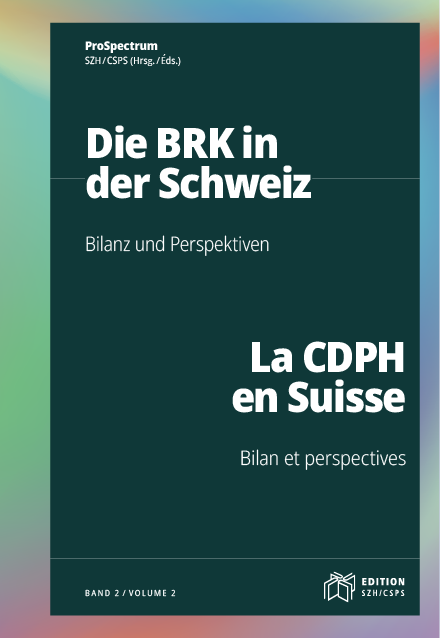 ProSpectrum
SZH/CSPS (Hrsg./Éds.)
Die BRK in
der Schweiz
Bilanz und Perspektiven
La CDPH
en Suisse
Bilan et perspectives
BAND 2 / VOLUME 2
EDITION
SZH/CSPS